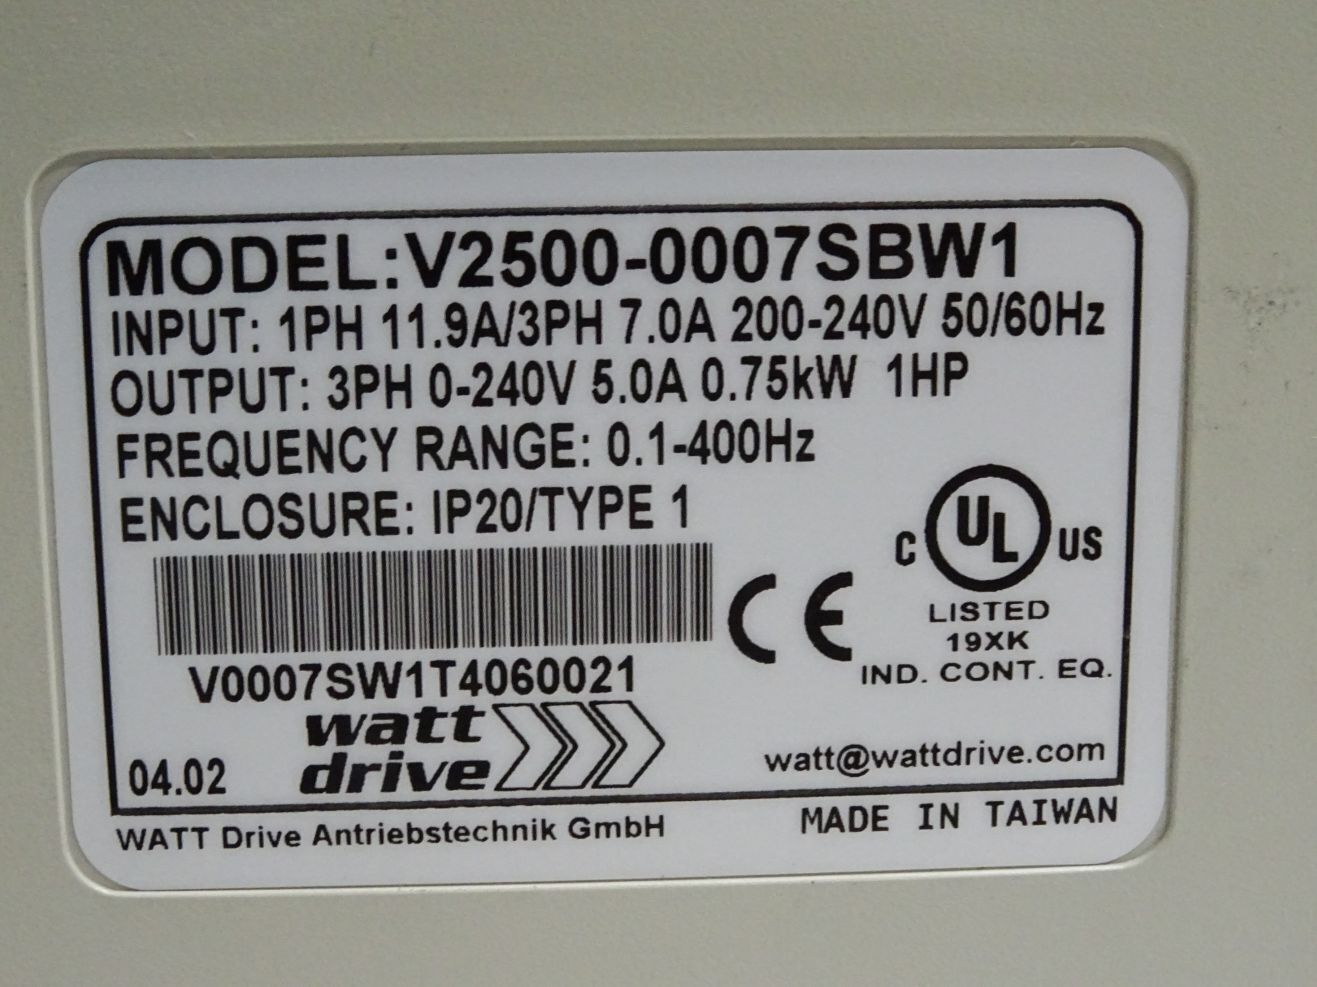 MODEL:V2500-0007SBW1
INPUT: 1PH 11.9A/3PH 7.0A 200-240V 50/60Hz
OUTPUT: 3PH 0-240V 5.0A 0.75kW 1HP
FREQUENCY RANGE: 0.1-400Hz
ENCLOSURE: IP20/TYPE 1
V0007SW1T4060021
CE
C UL US
LISTED
19XK
IND. CONT. EQ.
04.02
watt
drive
watt@wattdrive.com
WATT Drive Antriebstechnik GmbH
MADE IN TAIWAN